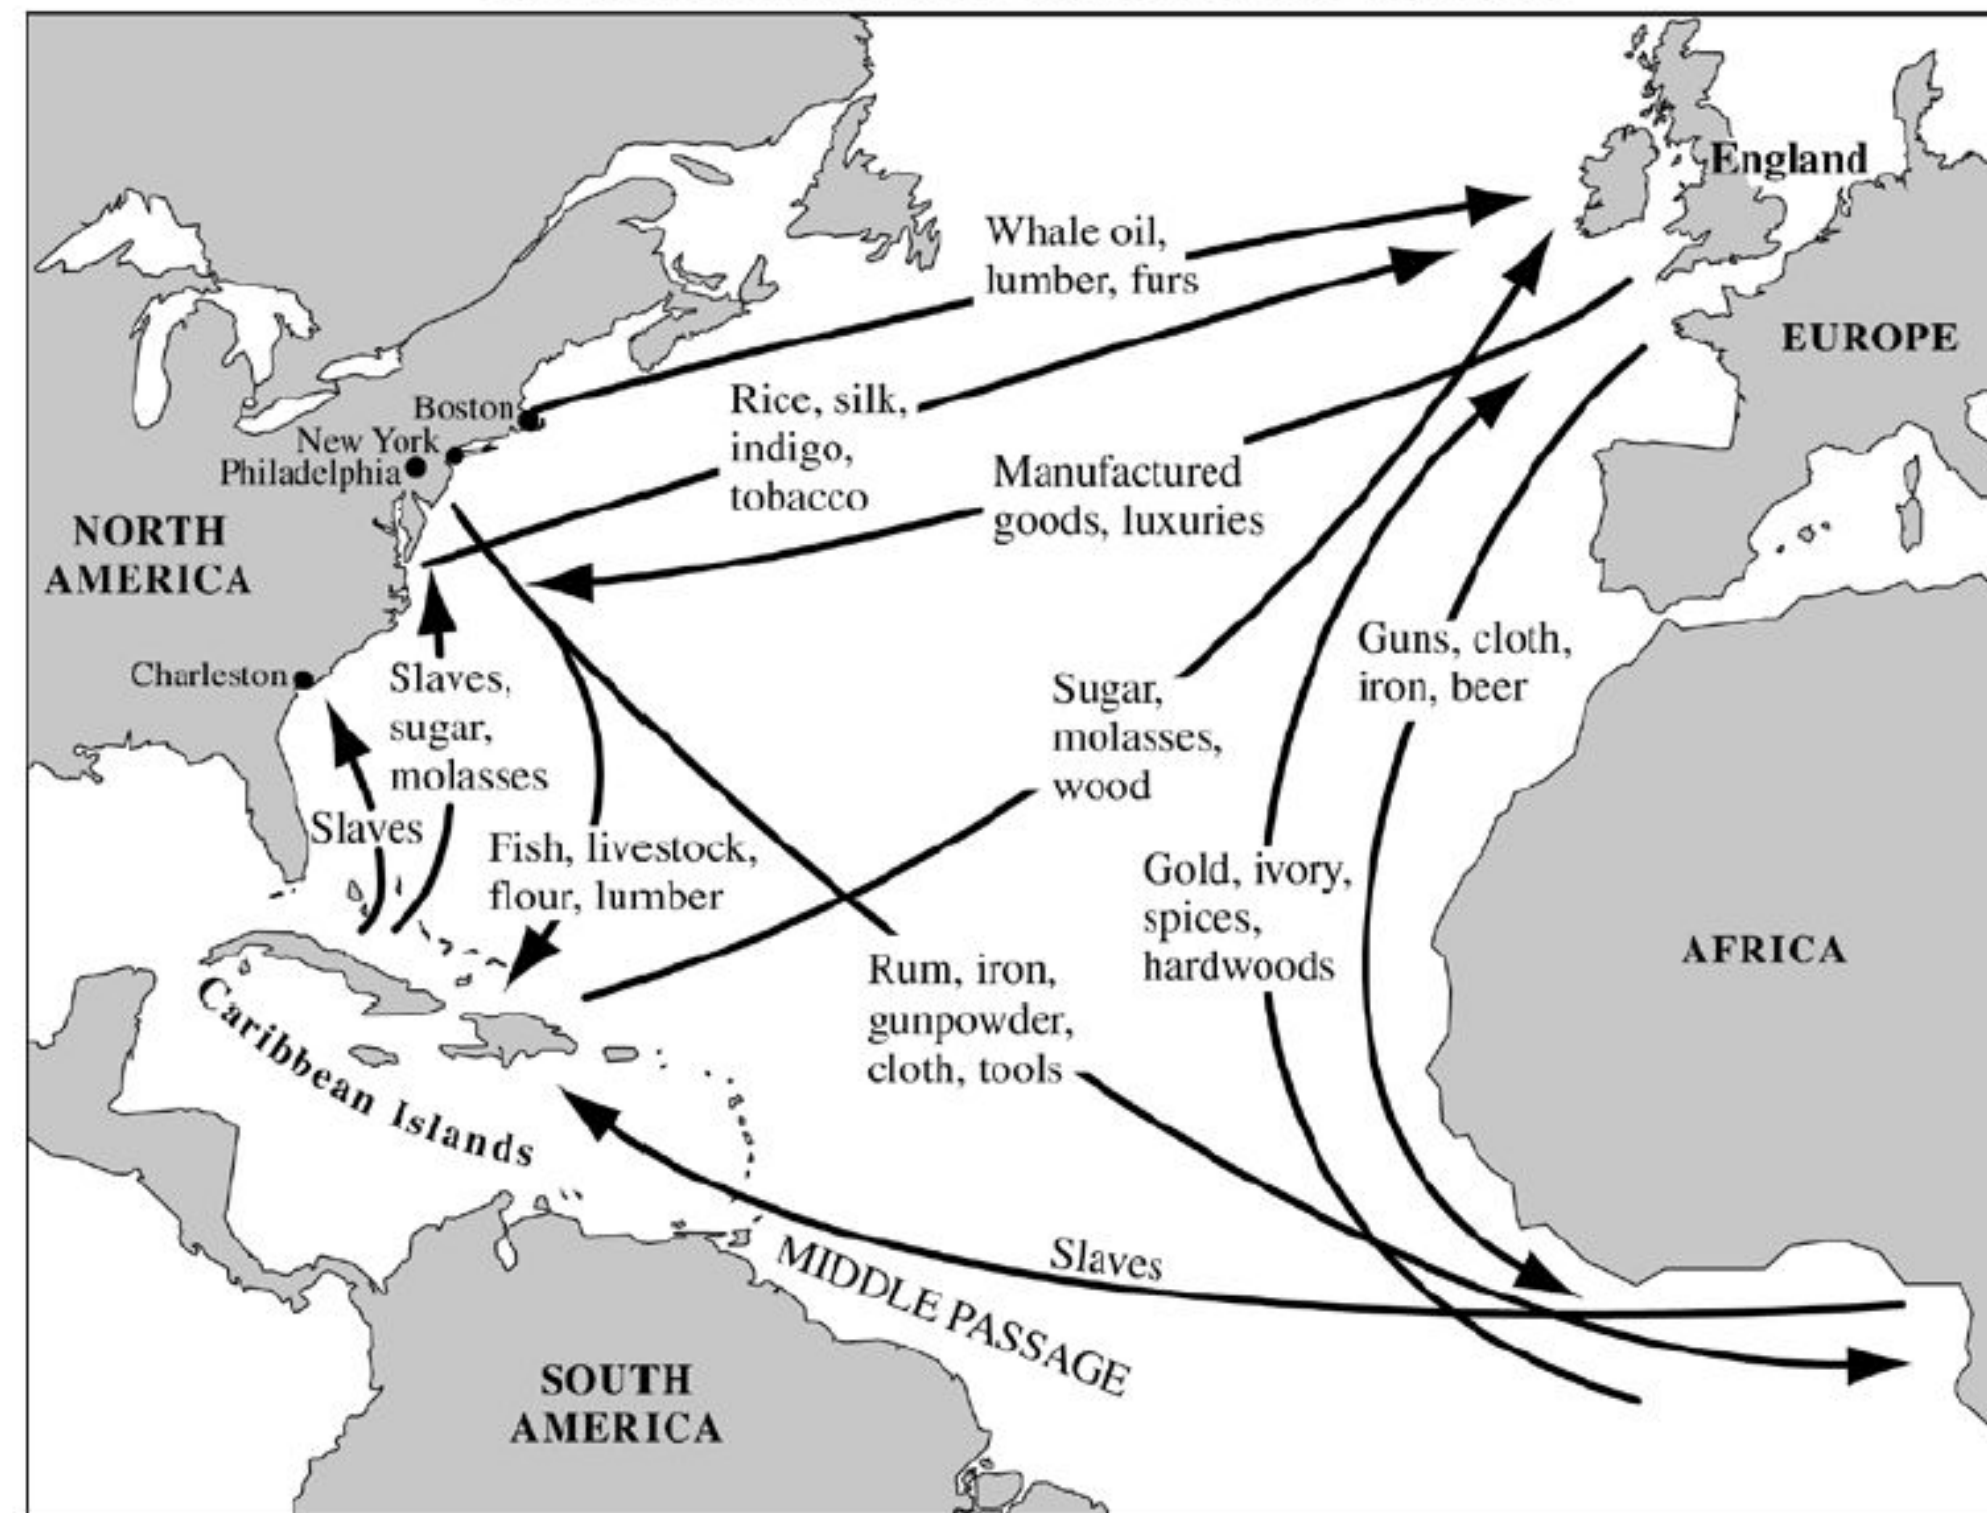 England
Whale oil,
lumber, furs
EUROPE
Boston
Rice, silk,
indigo,
tobacco
New York
Philadelphia
Manufactured
goods, luxuries
NORTH
AMERICA
Guns, cloth,
iron, beer
Charleston
Slaves,
sugar,
molasses
Sugar,
molasses,
wood
Slaves
Fish, livestock,
flour, lumber
Gold, ivory,
spices,
hardwoods
AFRICA
Rum, iron,
gunpowder,
cloth, tools
Caribbean Islands
Slaves
MIDDLE PASSAGE
SOUTH
AMERICA